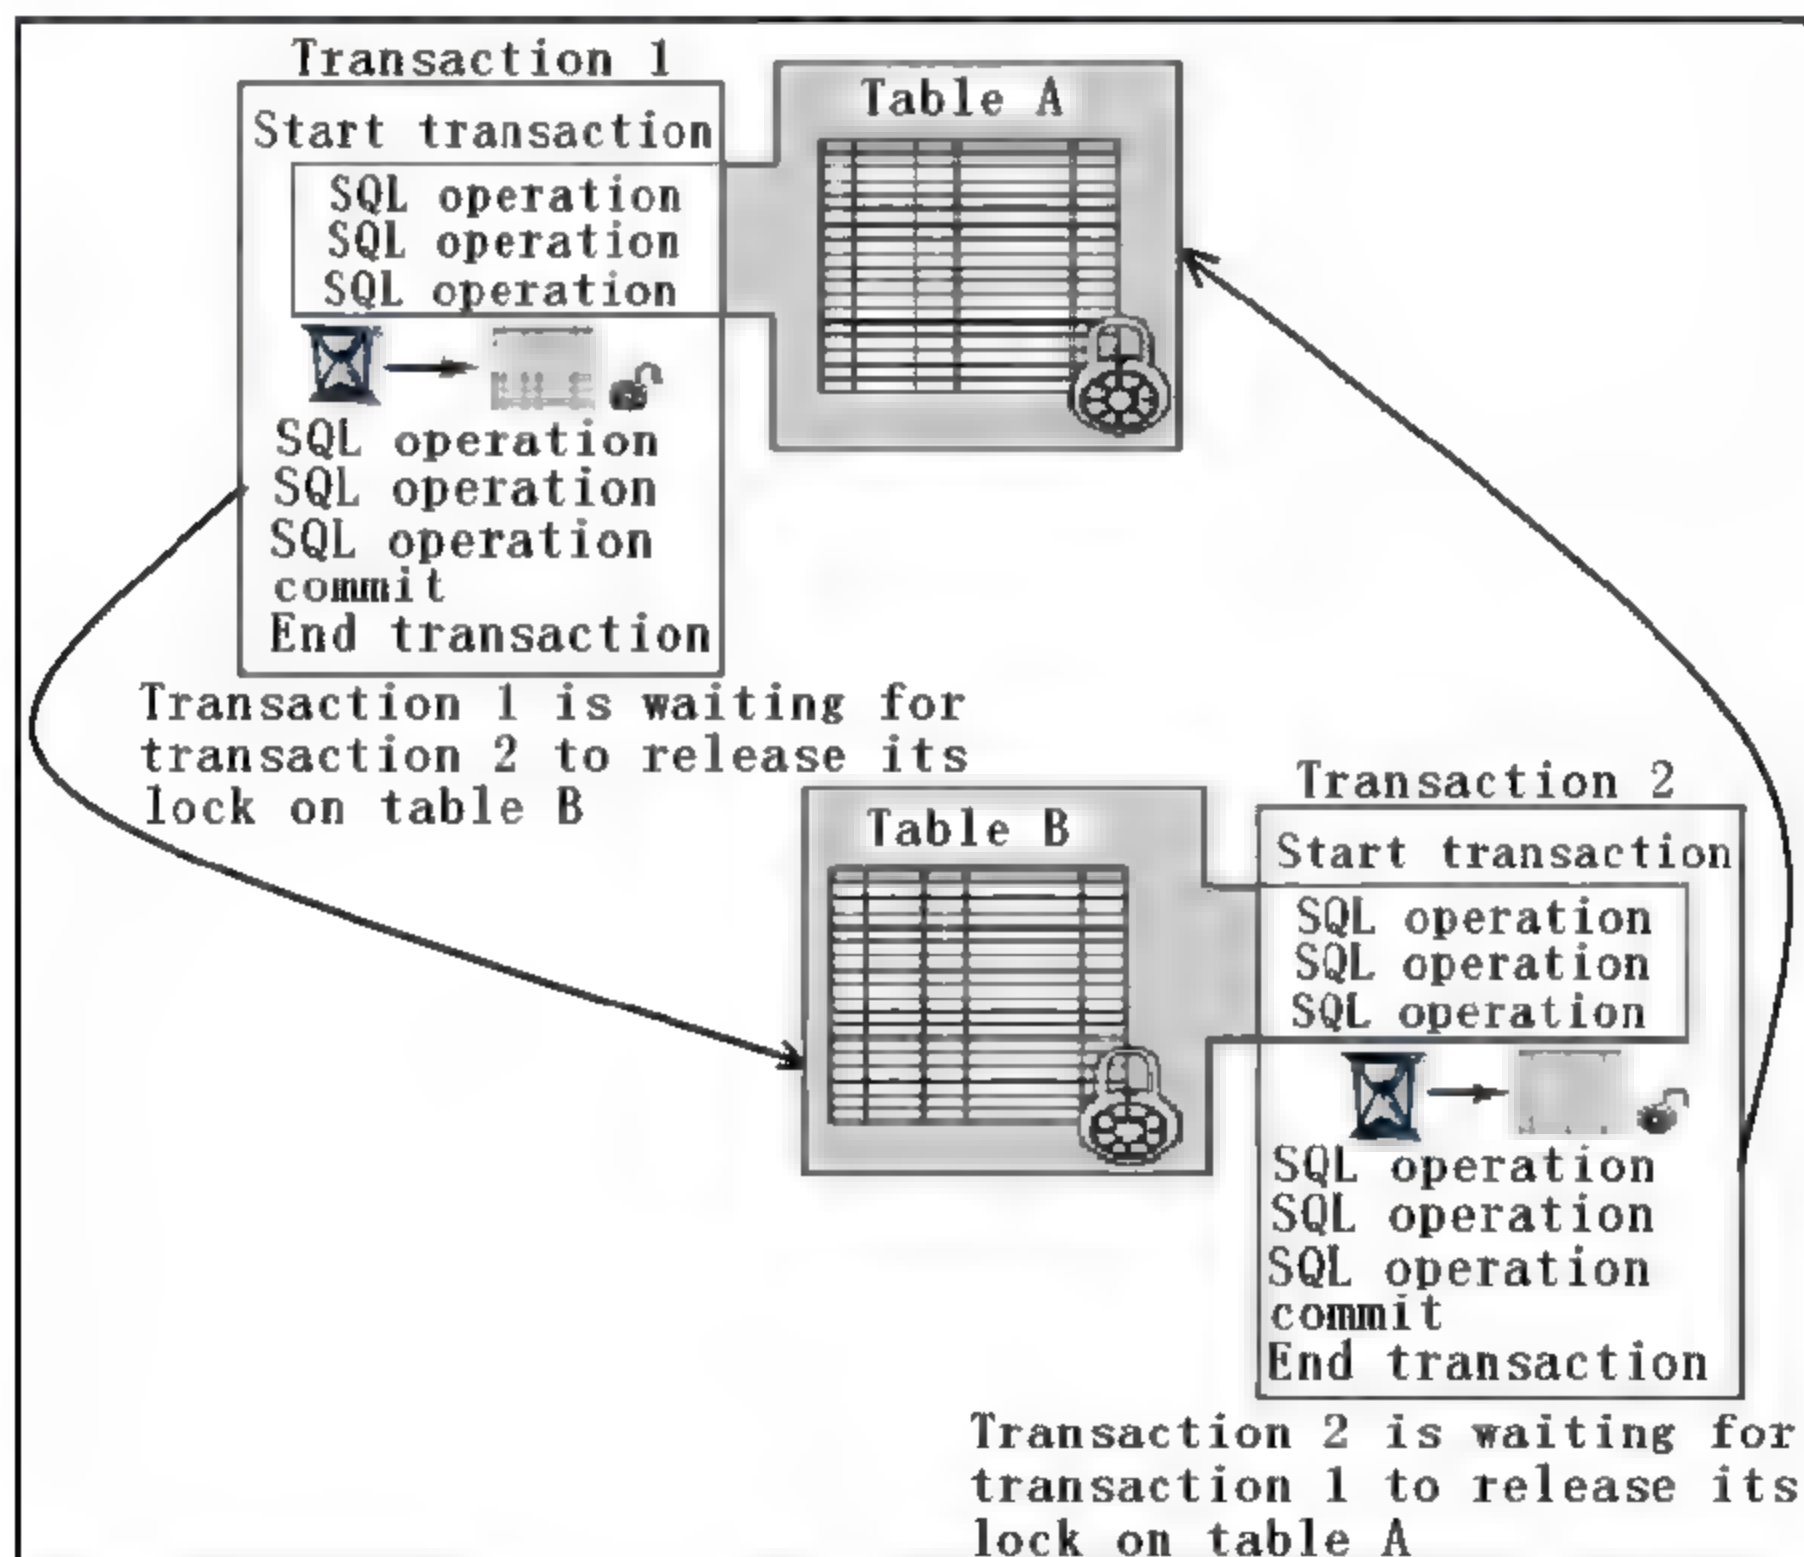 Transaction 1
Start transaction
SQL operation
SQL operation
SQL operation
SQL operation
SQL operation
SQL operation
commit
End transaction
Table A
Transaction 1 is waiting for
transaction 2 to release its
lock on table B
Table B
Transaction 2
Start transaction
SQL operation
SQL operation
SQL operation
SQL operation
SQL operation
SQL operation
commit
End transaction
Transaction 2 is waiting for
transaction 1 to release its
lock on table A